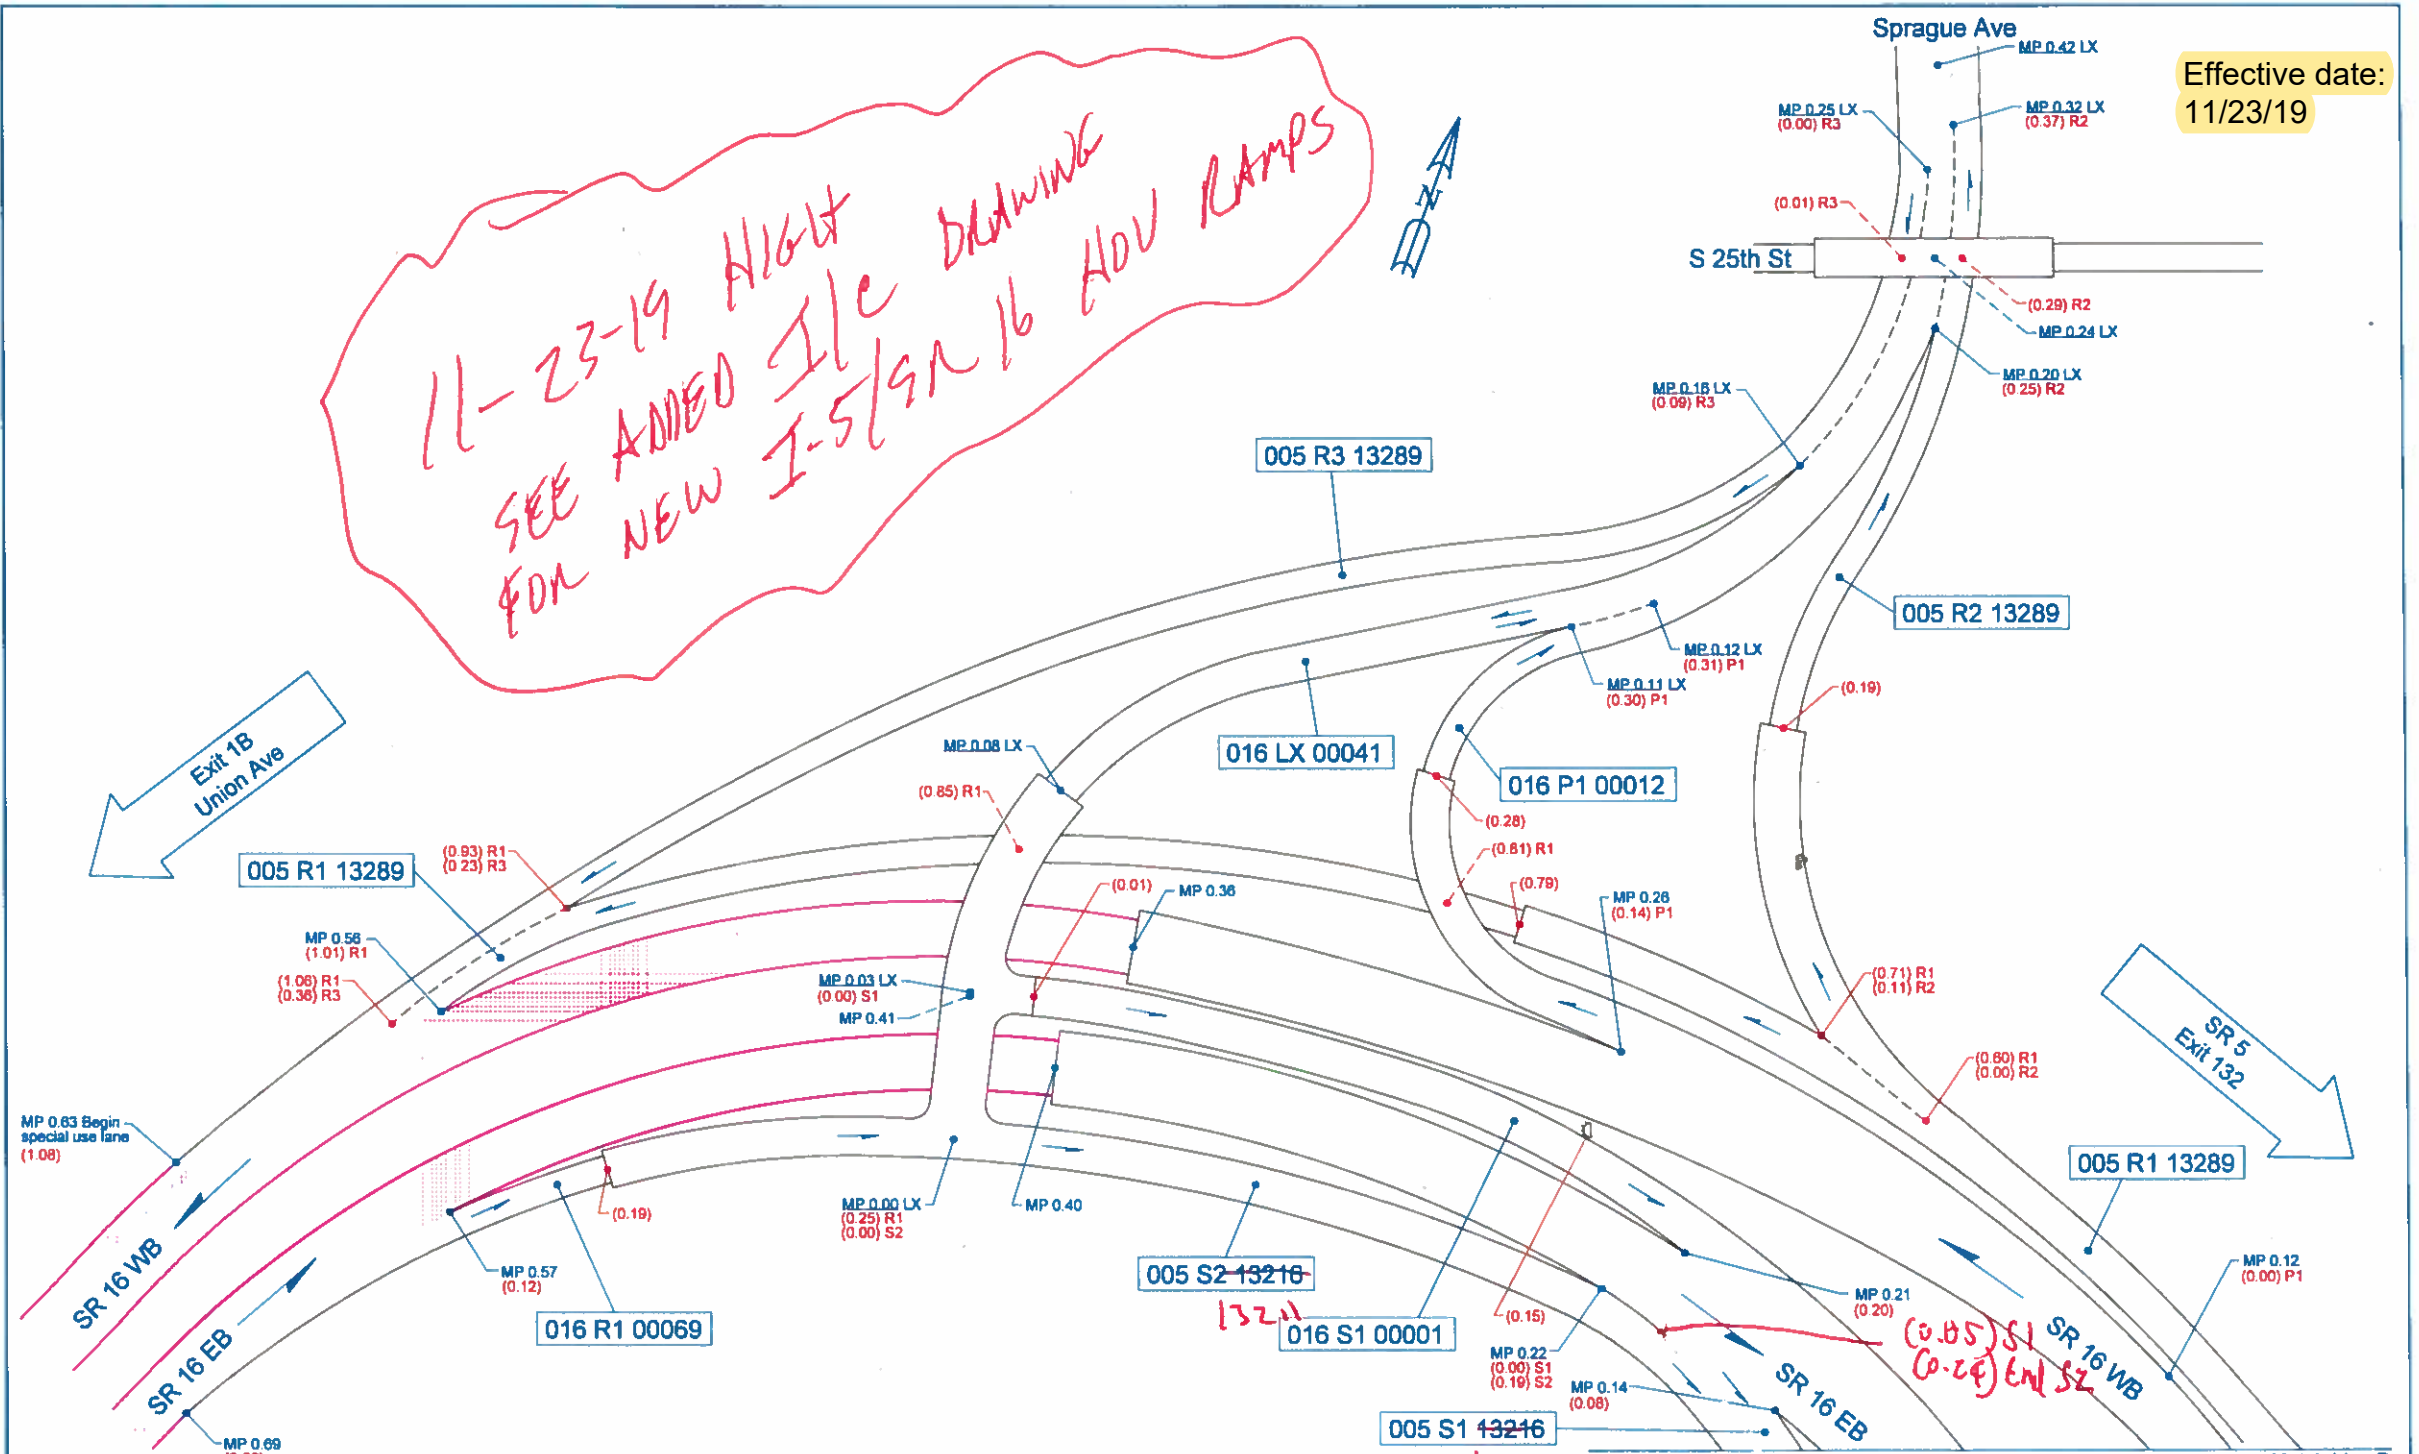 Sprague Ave
MP 0.42 LX
Effective date:
11/23/19
MP 0.25 LX
(0.00) R3
MP 0.32 LX
(0.37) R2
N
(0.01) R3
S 25th St
(0.29) R2
MP 0.24 LX
MP 0.20 LX
(0.25) R2
MP 0.16 LX
(0.09) R3
11-23-19 HIGHT
SEE ADDED I/C DRAWING
FOR NEW I-5/SR 16 HOV RAMPS
005 R3 13289
005 R2 13289
MP 0.12 LX
(0.31) P1
MP 0.11 LX
(0.30) P1
(0.19)
Exit 1B
Union Ave
MP 0.08 LX
016 LX 00041
016 P1 00012
(0.85) R1
(0.28)
(0.81) R1
005 R1 13289
(0.93) R1
(0.23) R3
(0.01)
MP 0.36
(0.79)
MP 0.26
(0.14) P1
MP 0.56
(1.01) R1
(1.06) R1
(0.36) R3
MP 0.03 LX
(0.00) S1
MP 0.41
(0.71) R1
(0.11) R2
SR 5
Exit 132
(0.60) R1
(0.00) R2
MP 0.63 Begin
special use lane
(1.08)
005 R1 13289
(0.19)
MP 0.00 LX
(0.25) R1
(0.00) S2
MP 0.40
SR 16 WB
MP 0.57
(0.12)
005 S2 13216
13211
016 R1 00069
016 S1 00001
(0.15)
MP 0.12
(0.00) P1
MP 0.21
(0.20)
(0.05) S1
(0.24) End S2
SR 16 WB
SR 16 EB
MP 0.22
(0.00) S1
(0.19) S2
MP 0.14
(0.08)
SR 16 EB
005 S1 13216
MP 0.69